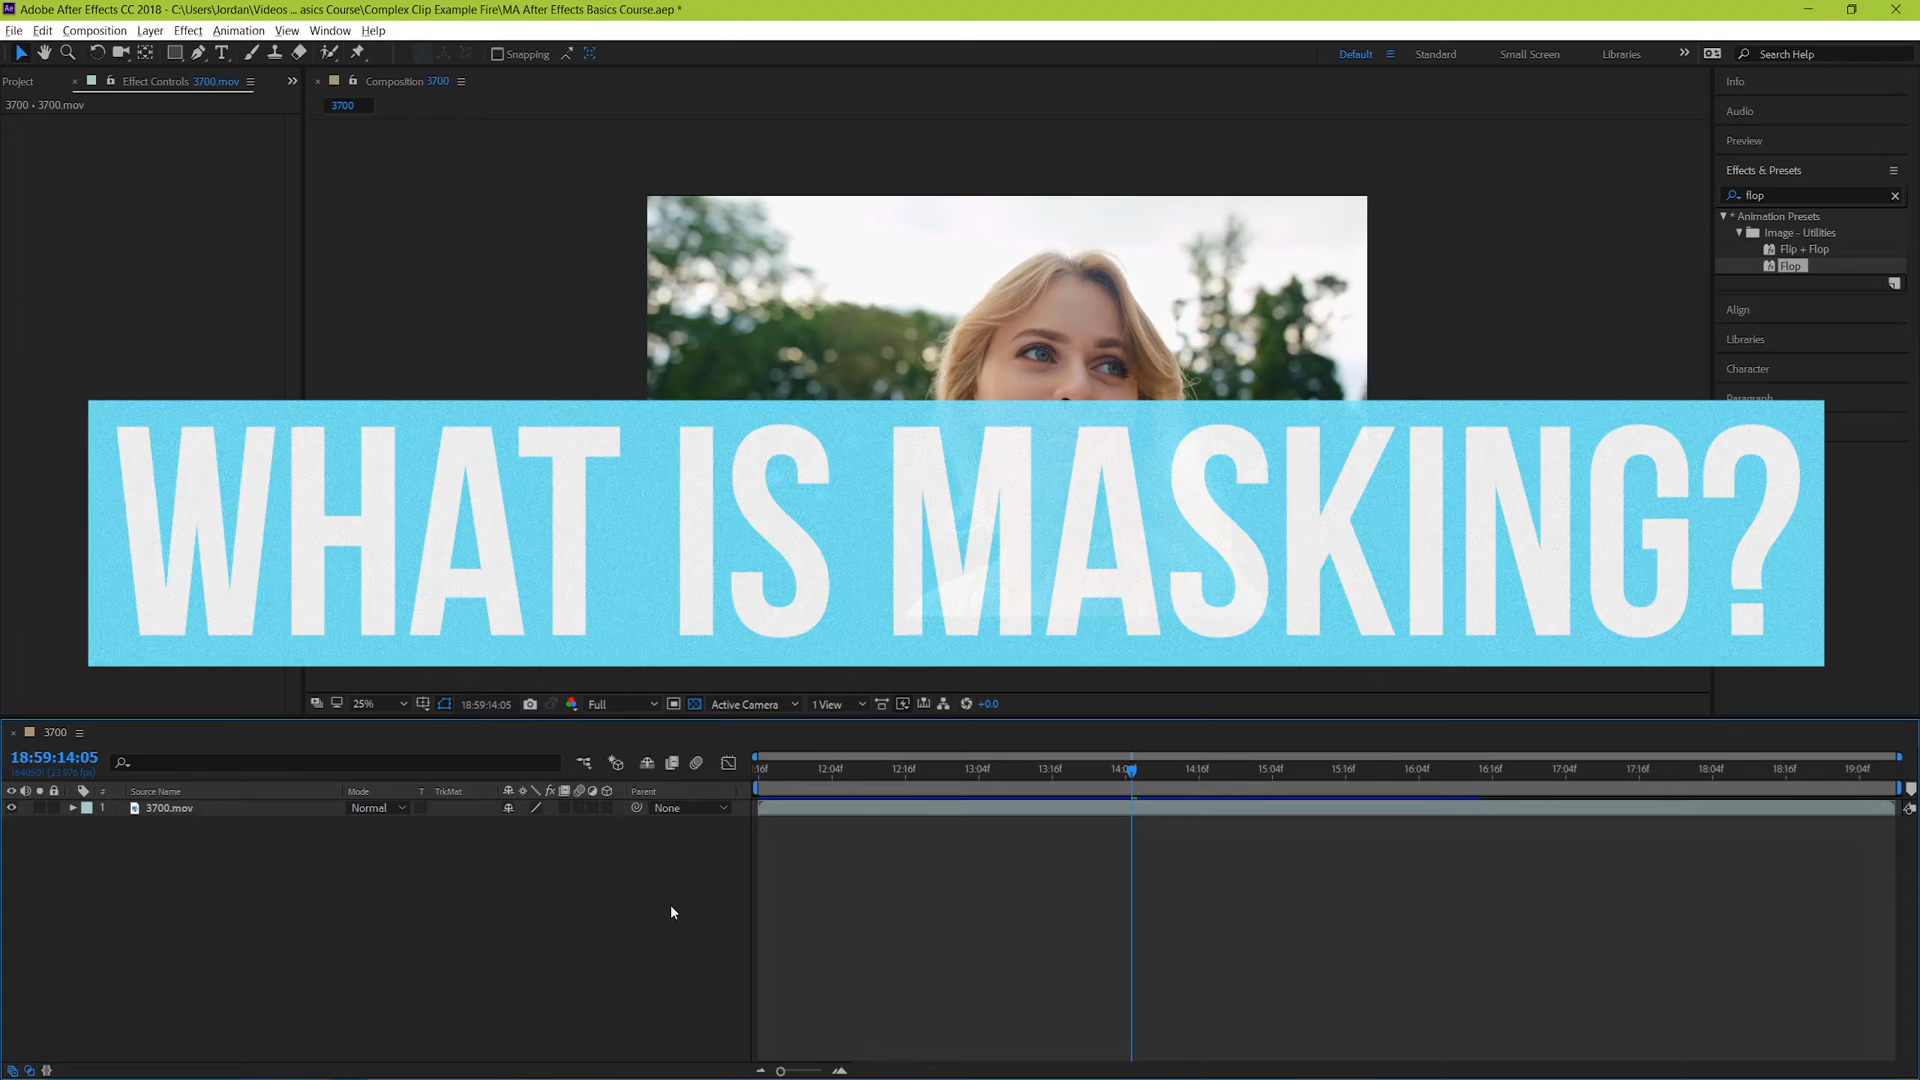 Adobe After Effects CC 2018 - C:\Users\Jordan\Videos ... asics Course\Complex Clip Example Fire\MA After Effects Basics Course.aep *
File Edit Composition Layer Effect Animation View Window Help
Snapping
Default Standard Small Screen Libraries
Search Help
Project
Effect Controls 3700.mov
Composition 3700
3700 • 3700.mov
3700
Info
Audio
Preview
Effects & Presets
flop
* Animation Presets
Image - Utilities
Flip + Flop
Flop
Align
Libraries
Character
Paragraph
WHAT IS MASKING?
25% 18:59:14:05 Full Active Camera 1 View +0.0
3700
18:59:14:05
1640501 (23.976 fps)
:16f 12:04f 12:16f 13:04f 13:16f 14:16f 15:04f 15:16f 16:04f 16:16f 17:04f 17:16f 18:04f 18:16f 19:04f
# Source Name Mode T TrkMat Parent
1 3700.mov Normal None